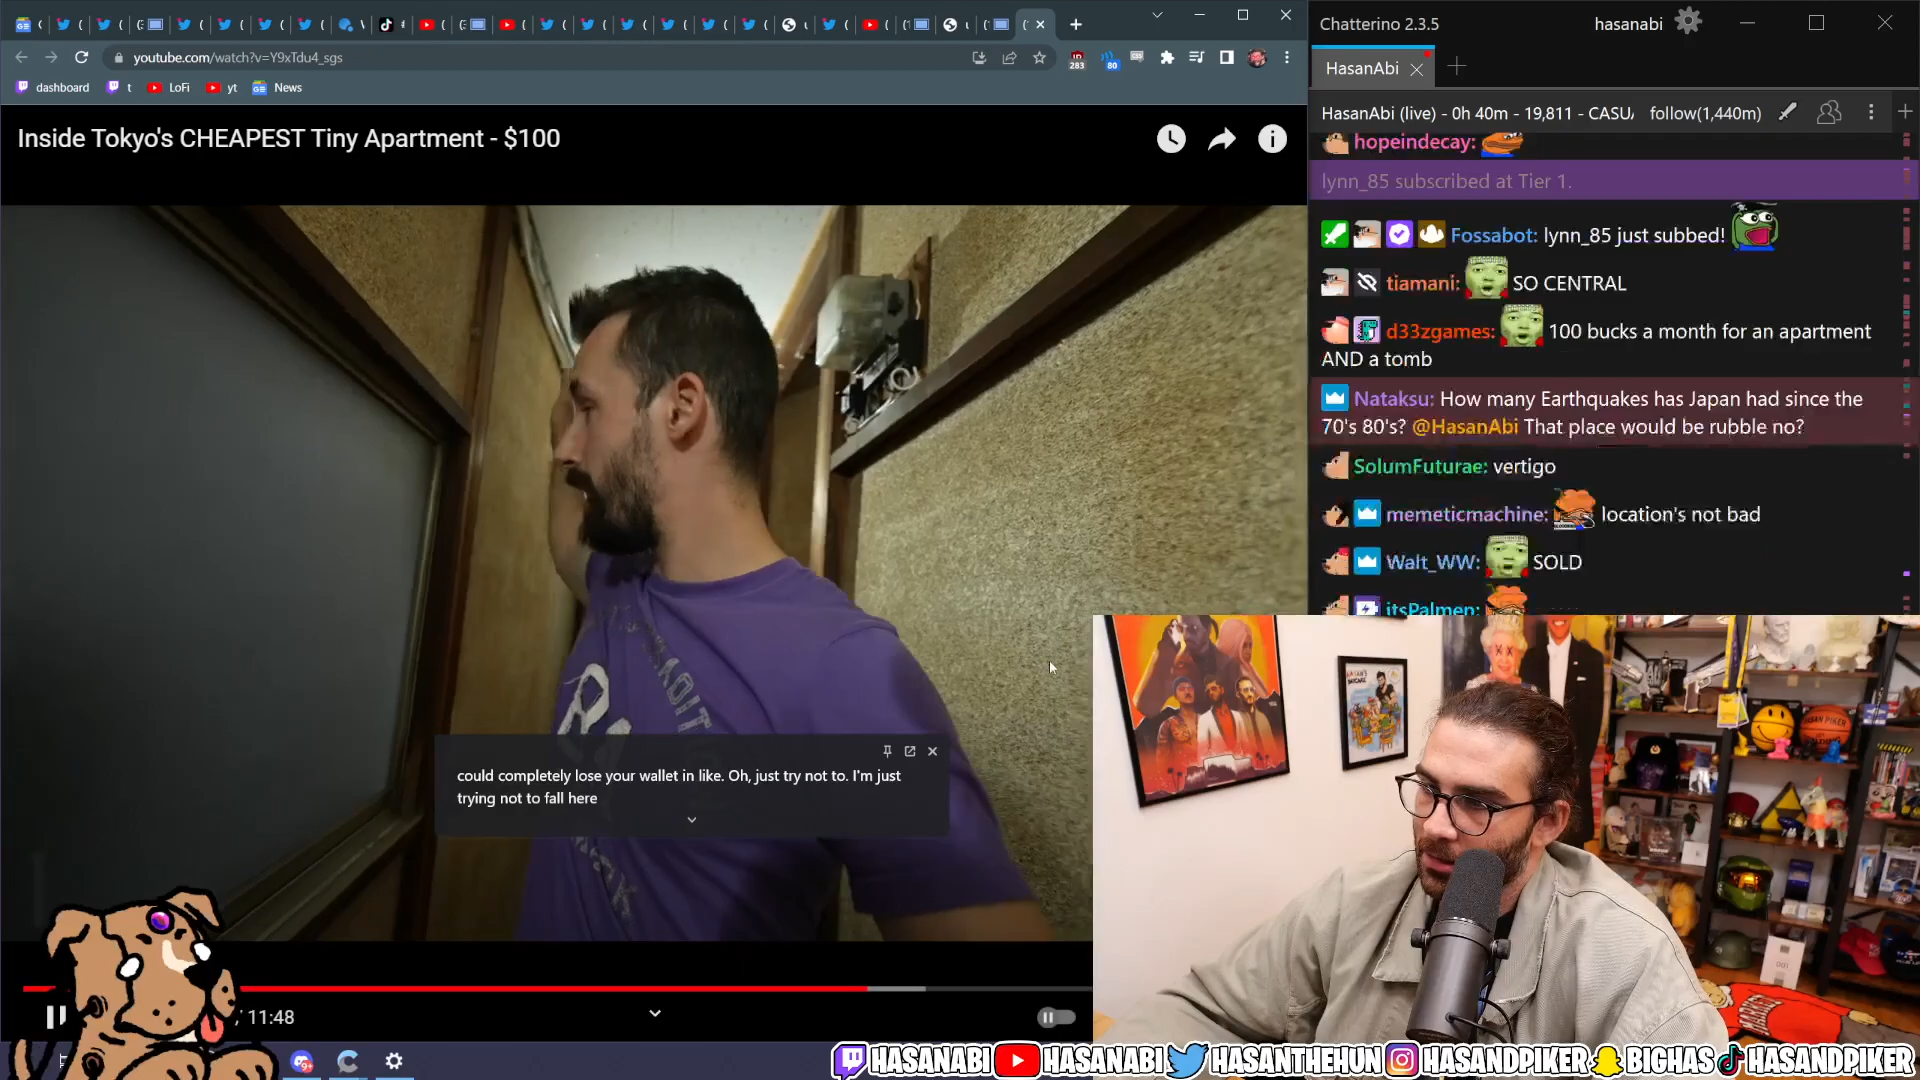 youtube.com/watch?v=Y9xTdu4_sgs
283
80
dashboard
t
LoFi
yt
News
Inside Tokyo's CHEAPEST Tiny Apartment - $100
could completely lose your wallet in like. Oh, just try not to. I'm just
trying not to fall here
/ 11:48
Chatterino 2.3.5
hasanabi
HasanAbi
HasanAbi (live) - 0h 40m - 19,811 - CASU
follow(1,440m)
hopeindecay:
lynn_85 subscribed at Tier 1.
Fossabot: lynn_85 just subbed!
tiamani: SO CENTRAL
d33zgames: 100 bucks a month for an apartment
AND a tomb
Nataksu: How many Earthquakes has Japan had since the
70's 80's? @HasanAbi That place would be rubble no?
SolumFuturae: vertigo
memeticmachine: location's not bad
Walt_WW: SOLD
itsPalmen:
HASANABI HASANABI HASANTHEHUN HASANDPIKER BIGHAS HASANDPIKER